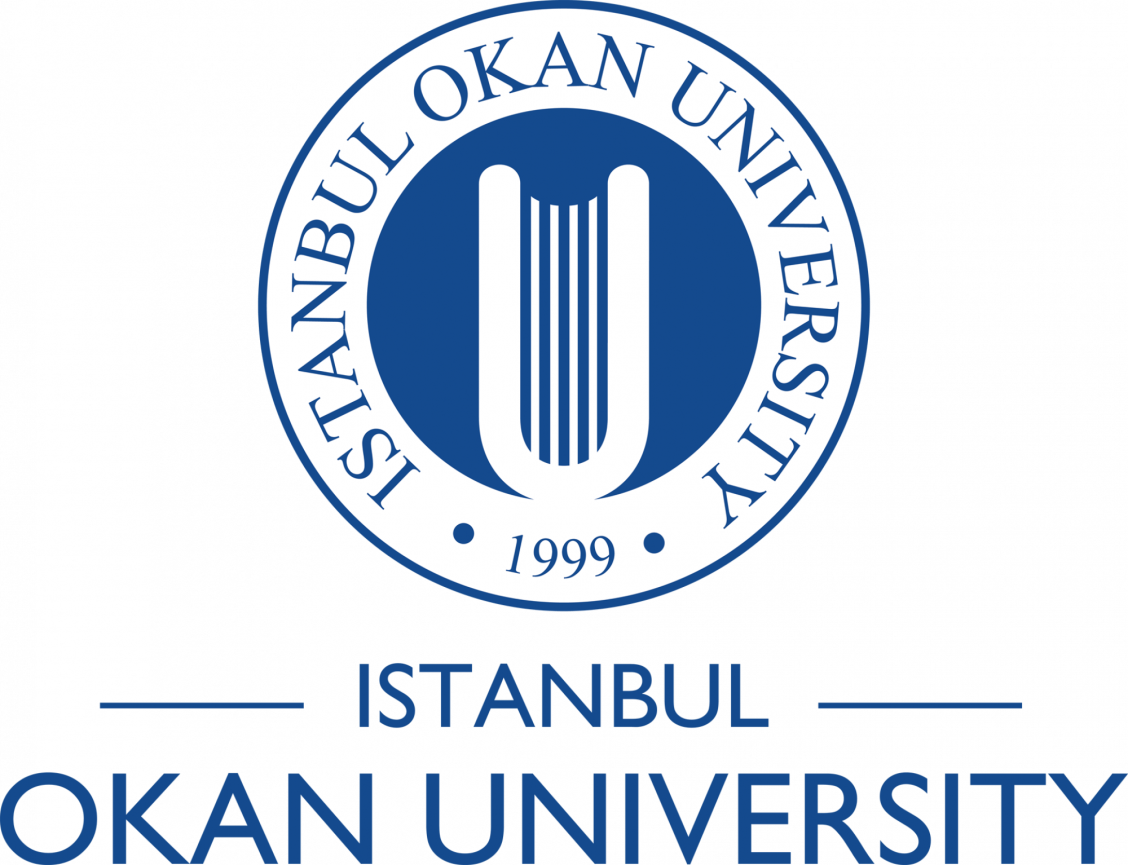 ISTANBUL OKAN UNIVERSITY
• 1999 •
ISTANBUL
OKAN UNIVERSITY